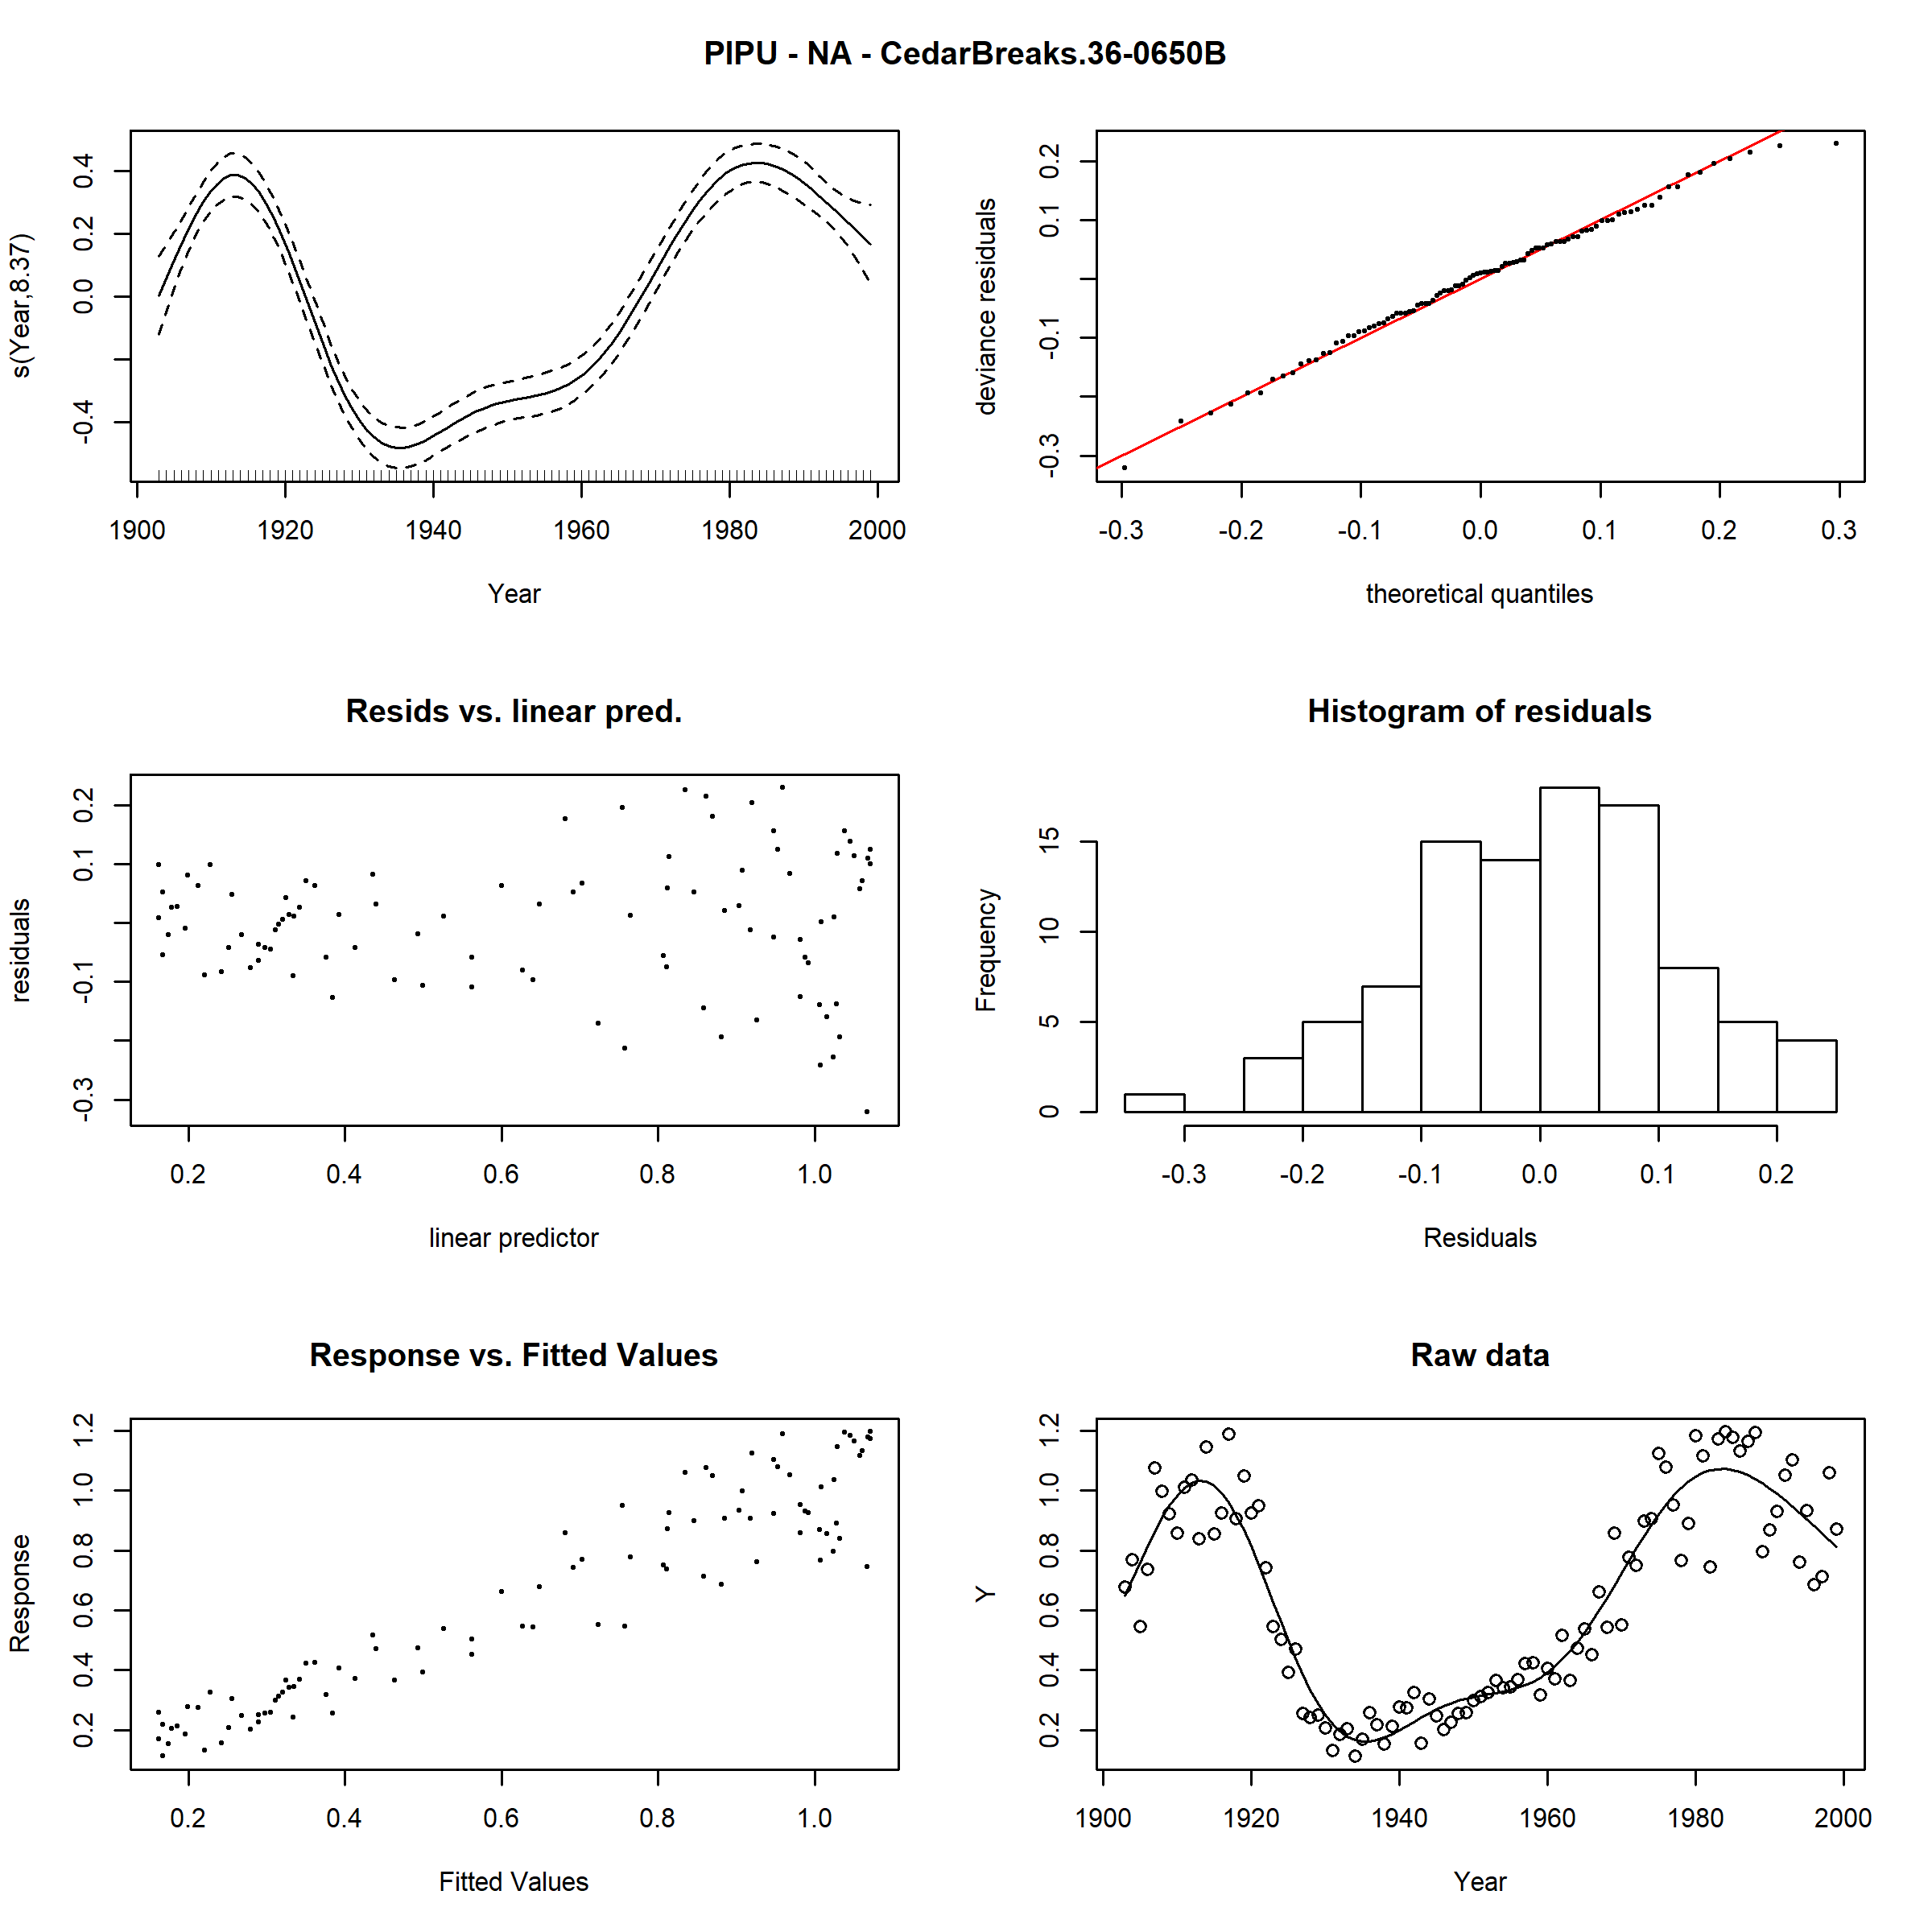 PIPU - NA - CedarBreaks.36-0650B
s(Year,8.37)
0.4
0.2
0.0
-0.4
1900 1920 1940 1960 1980 2000
Year
deviance residuals
0.2
0.1
-0.1
-0.3
-0.3 -0.2 -0.1 0.0 0.1 0.2 0.3
theoretical quantiles
Resids vs. linear pred.
residuals
0.2
0.1
-0.1
-0.3
0.2 0.4 0.6 0.8 1.0
linear predictor
Histogram of residuals
Frequency
15
10
5
0
-0.3 -0.2 -0.1 0.0 0.1 0.2
Residuals
Response vs. Fitted Values
Response
1.2
1.0
0.8
0.6
0.4
0.2
0.2 0.4 0.6 0.8 1.0
Fitted Values
Raw data
Y
1.2
1.0
0.8
0.6
0.4
0.2
1900 1920 1940 1960 1980 2000
Year